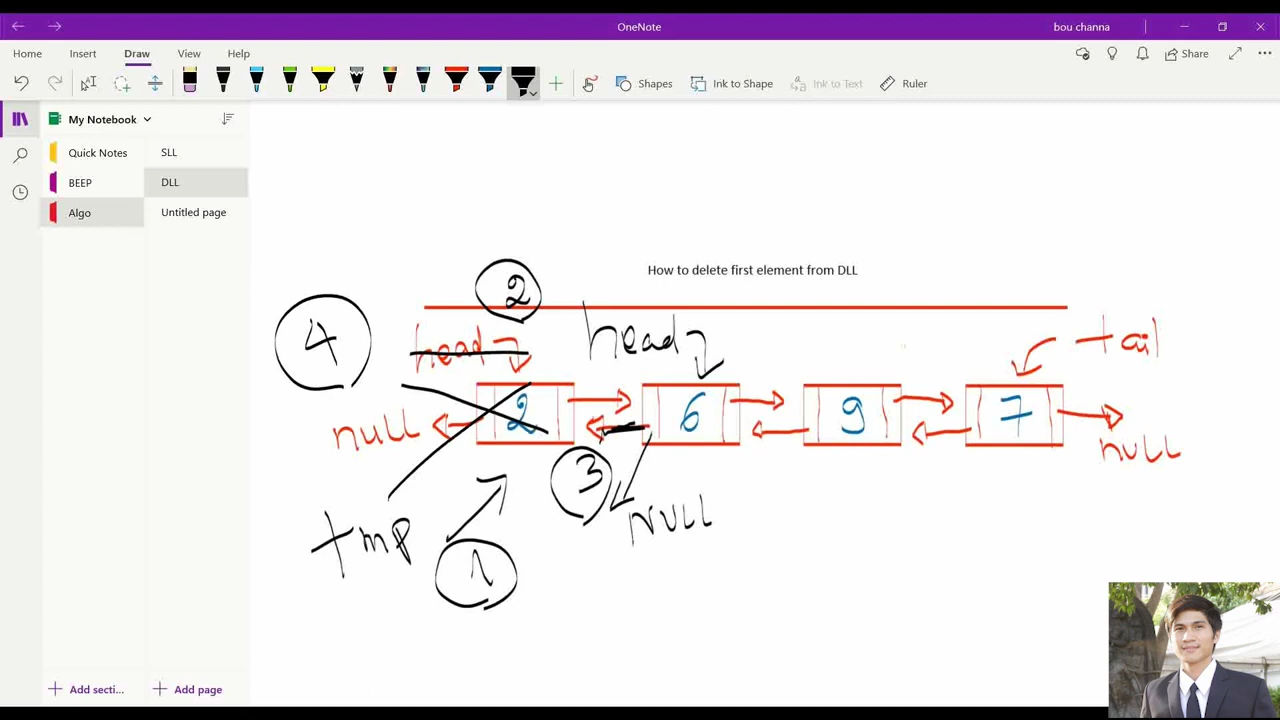 OneNote
bou channa
Home
Insert
Draw
View
Help
Share
Shapes
Ink to Shape
Ink to Text
Ruler
My Notebook
Quick Notes
BEEP
Algo
SLL
DLL
Untitled page
How to delete first element from DLL
2
4
head
head
tail
null
2
6
9
7
null
3
NULL
tmp
1
Add secti...
Add page